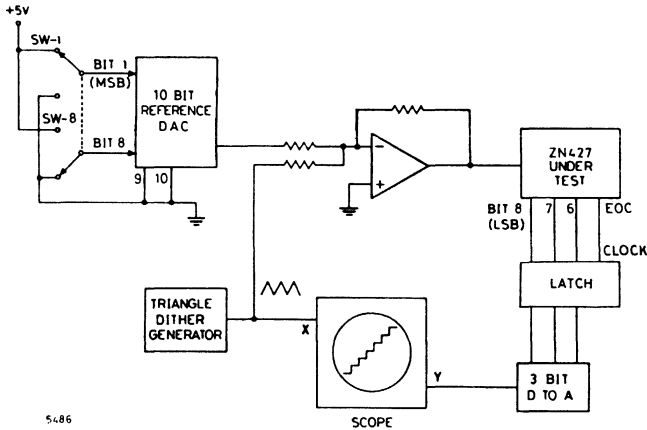 +5V
SW-1
BIT 1
(MSB)
SW-8
BIT 8
10 BIT
REFERENCE
DAC
9
10
−
+
ZN427
UNDER
TEST
BIT 8
(LSB)
7
6
EOC
CLOCK
LATCH
TRIANGLE
DITHER
GENERATOR
X
Y
3 BIT
D TO A
SCOPE
5486